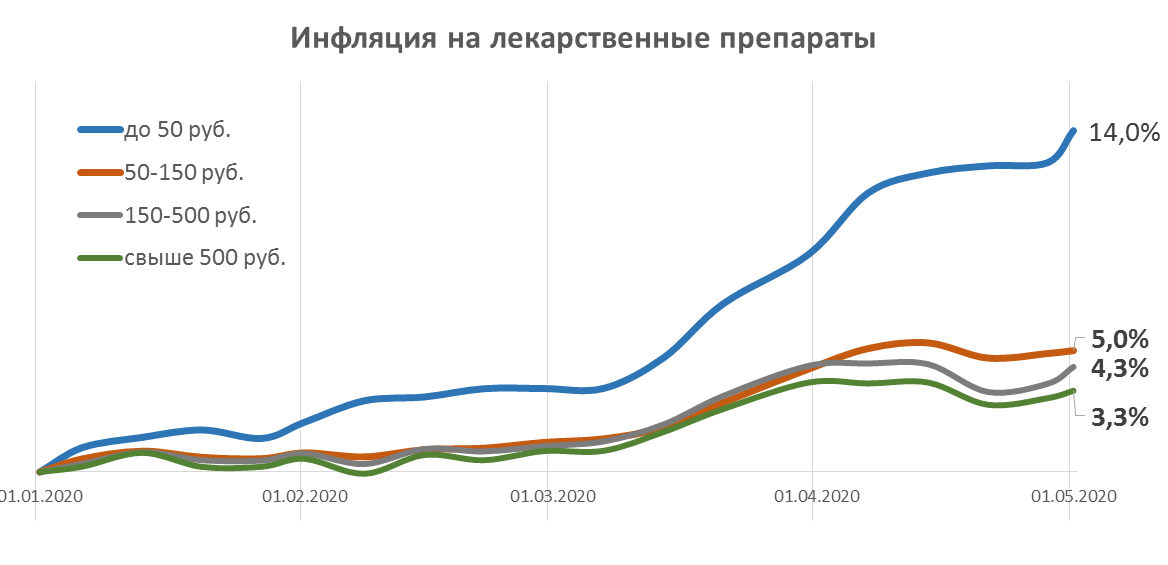 Инфляция на лекарственные препараты
до 50 руб.
50-150 руб.
150-500 руб.
свыше 500 руб.
14,0%
5,0%
4,3%
3,3%
01.01.2020
01.02.2020
01.03.2020
01.04.2020
01.05.2020